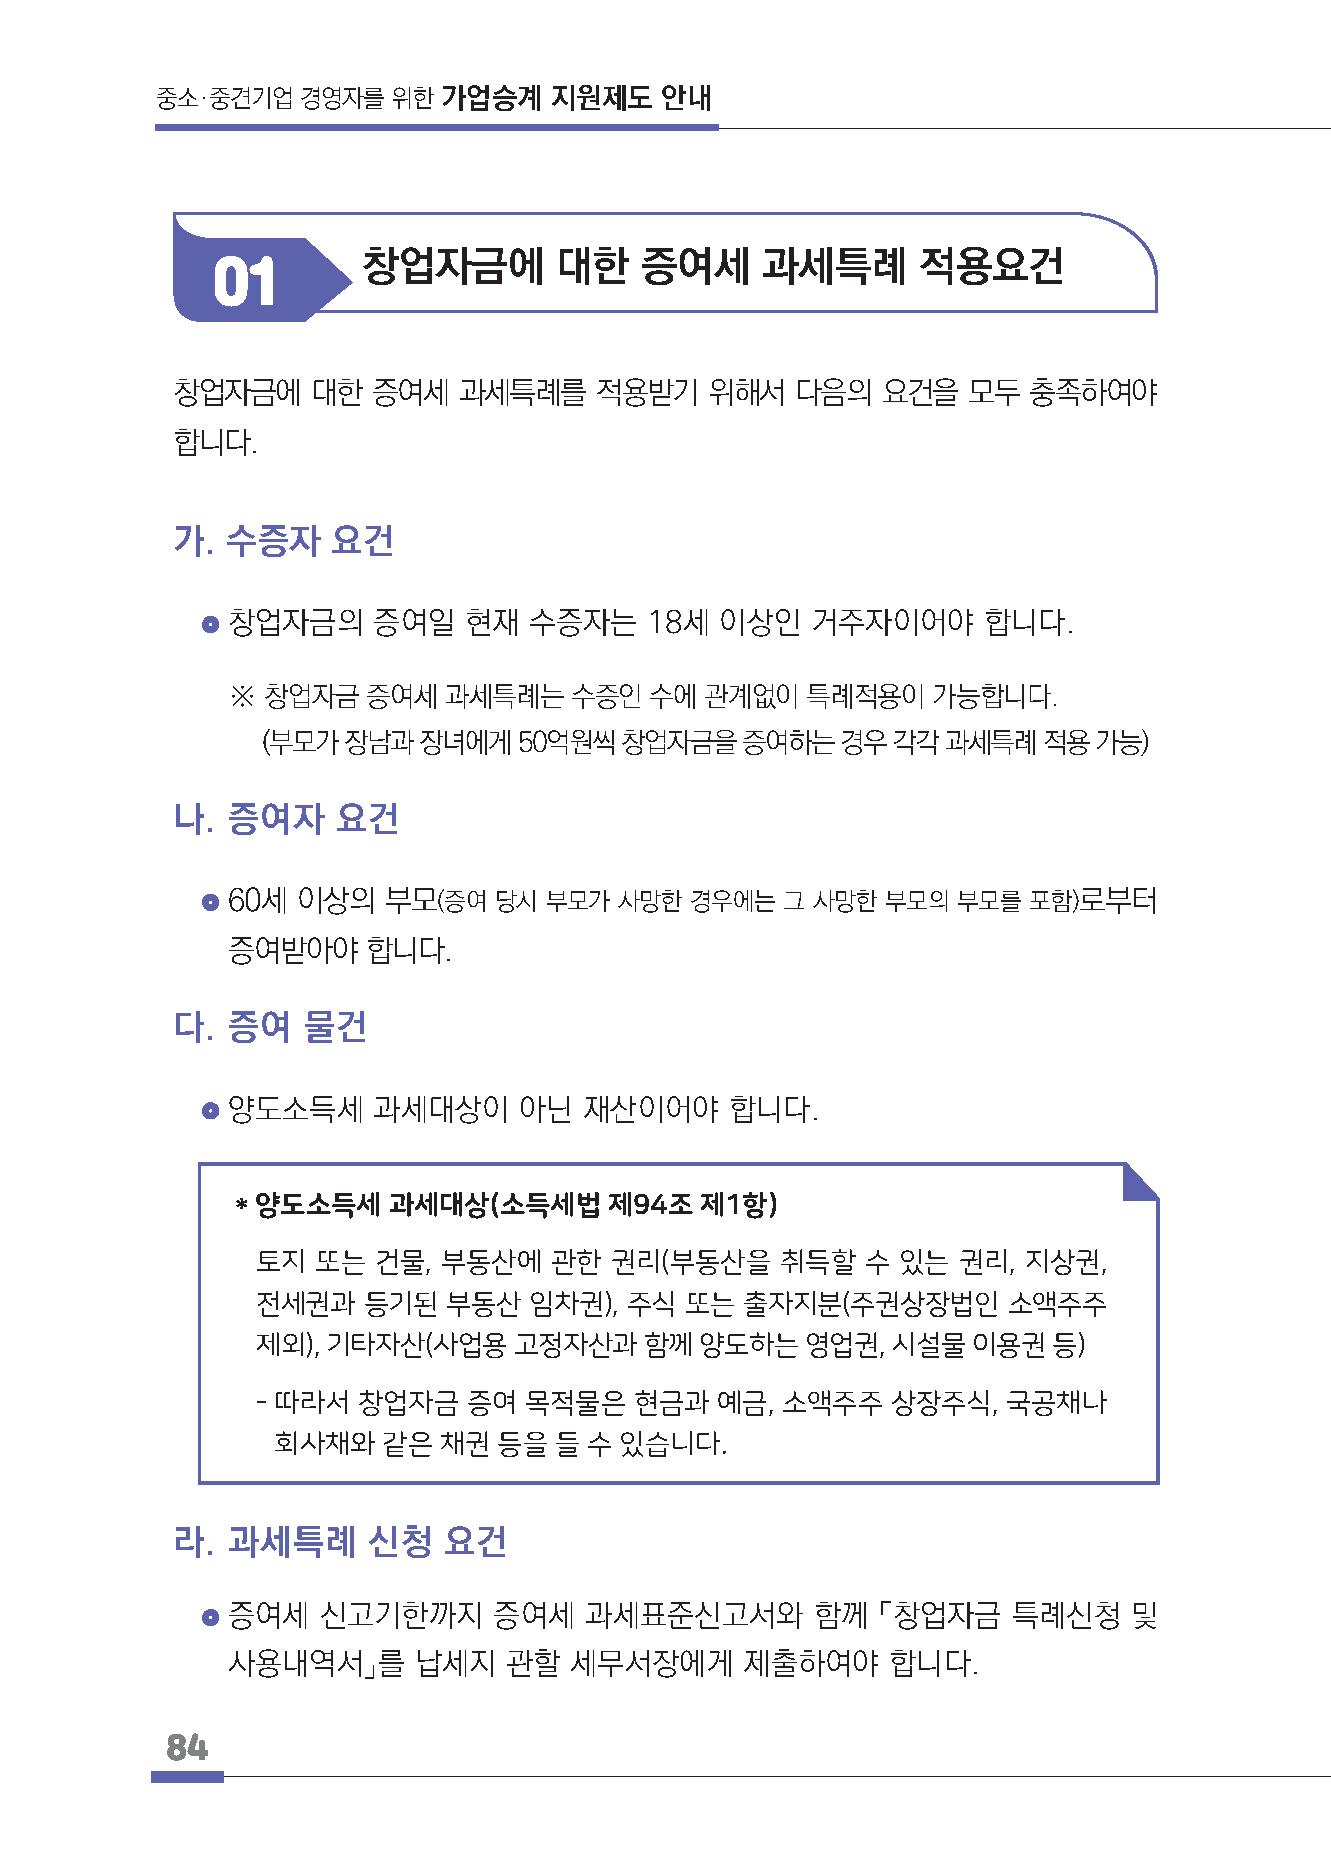 중소·중견기업 경영자를 위한 가업승계 지원제도 안내
01
창업자금에 대한 증여세 과세특례 적용요건
창업자금에 대한 증여세 과세특례를 적용받기 위해서 다음의 요건을 모두 충족하여야
합니다.
가. 수증자 요건
창업자금의 증여일 현재 수증자는 18세 이상인 거주자이어야 합니다.
※ 창업자금 증여세 과세특례는 수증인 수에 관계없이 특례적용이 가능합니다.
(부모가 장남과 장녀에게 50억원씩 창업자금을 증여하는 경우 각각 과세특례 적용 가능)
나. 증여자 요건
60세 이상의 부모(증여 당시 부모가 사망한 경우에는 그 사망한 부모의 부모를 포함)로부터
증여받아야 합니다.
다. 증여 물건
양도소득세 과세대상이 아닌 재산이어야 합니다.
* 양도소득세 과세대상(소득세법 제94조 제1항)
토지 또는 건물, 부동산에 관한 권리(부동산을 취득할 수 있는 권리, 지상권,
전세권과 등기된 부동산 임차권), 주식 또는 출자지분(주권상장법인 소액주주
제외), 기타자산(사업용 고정자산과 함께 양도하는 영업권, 시설물 이용권 등)
- 따라서 창업자금 증여 목적물은 현금과 예금, 소액주주 상장주식, 국공채나
회사채와 같은 채권 등을 들 수 있습니다.
라. 과세특례 신청 요건
증여세 신고기한까지 증여세 과세표준신고서와 함께 「창업자금 특례신청 및
사용내역서」를 납세지 관할 세무서장에게 제출하여야 합니다.
84